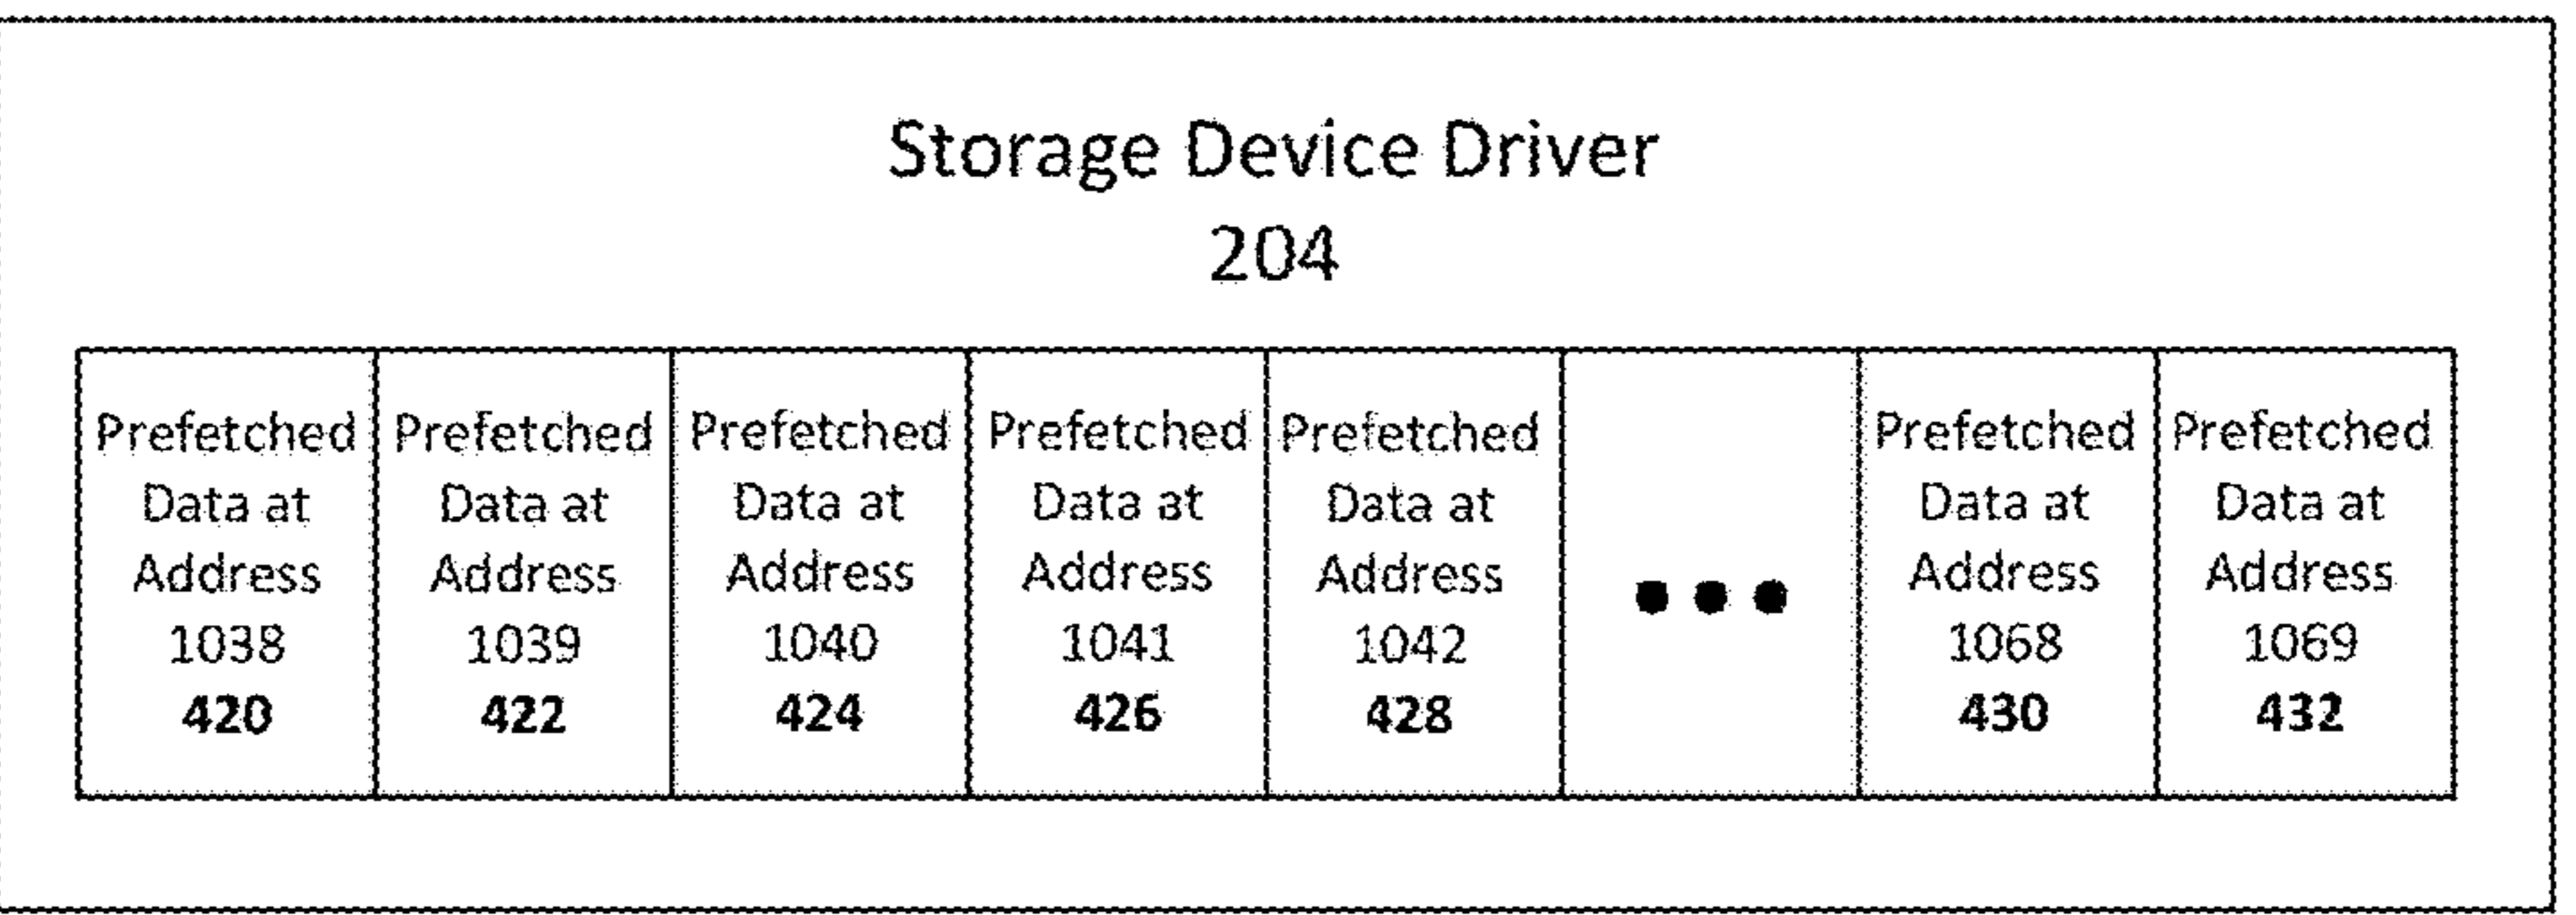 Storage Device Driver
204
Prefetched
Data at
Address
1038
420
Prefetched
Data at
Address
1039
422
Prefetched
Data at
Address
1040
424
Prefetched
Data at
Address
1041
426
Prefetched
Data at
Address
1042
428
•••
Prefetched
Data at
Address
1068
430
Prefetched
Data at
Address
1069
432